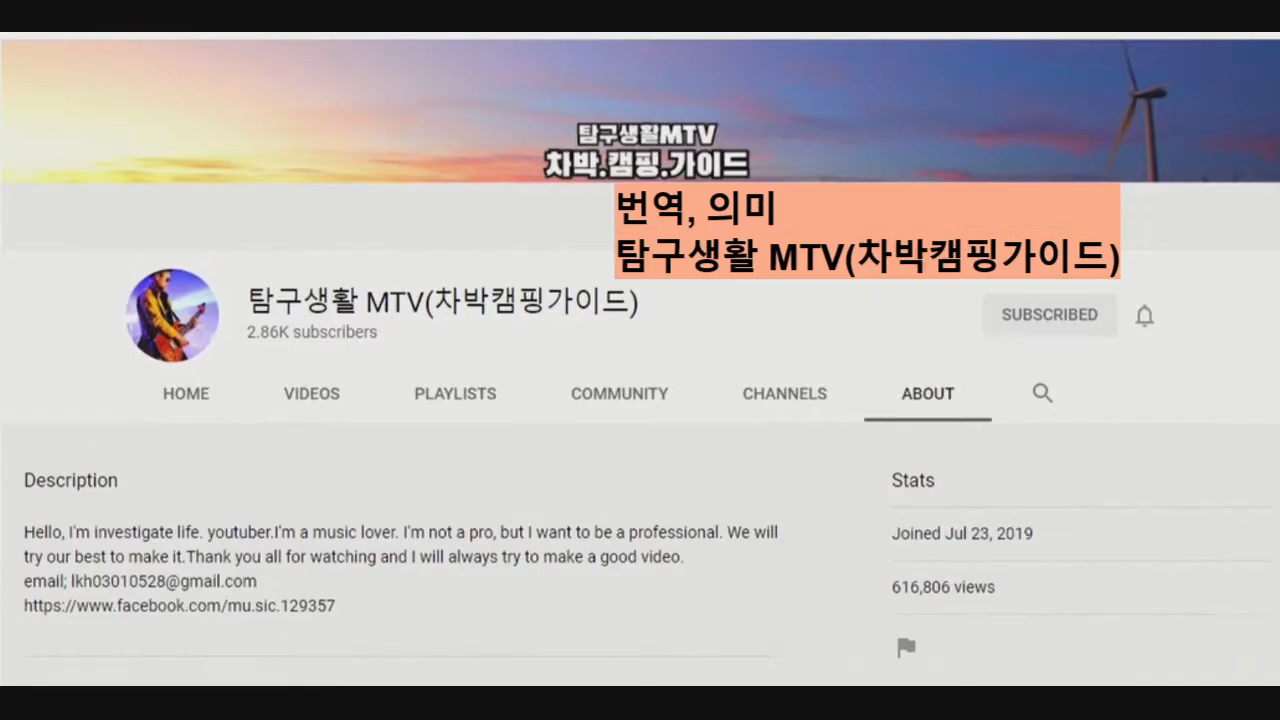 탐구생활MTV
차박.캠핑.가이드
번역, 의미
탐구생활 MTV(차박캠핑가이드)
탐구생활 MTV(차박캠핑가이드)
2.86K subscribers
SUBSCRIBED
HOME VIDEOS PLAYLISTS COMMUNITY CHANNELS ABOUT
Description
Hello, I'm investigate life. youtuber.I'm a music lover. I'm not a pro, but I want to be a professional. We will
try our best to make it.Thank you all for watching and I will always try to make a good video.
email; lkh03010528@gmail.com
https://www.facebook.com/mu.sic.129357
Stats
Joined Jul 23, 2019
616,806 views